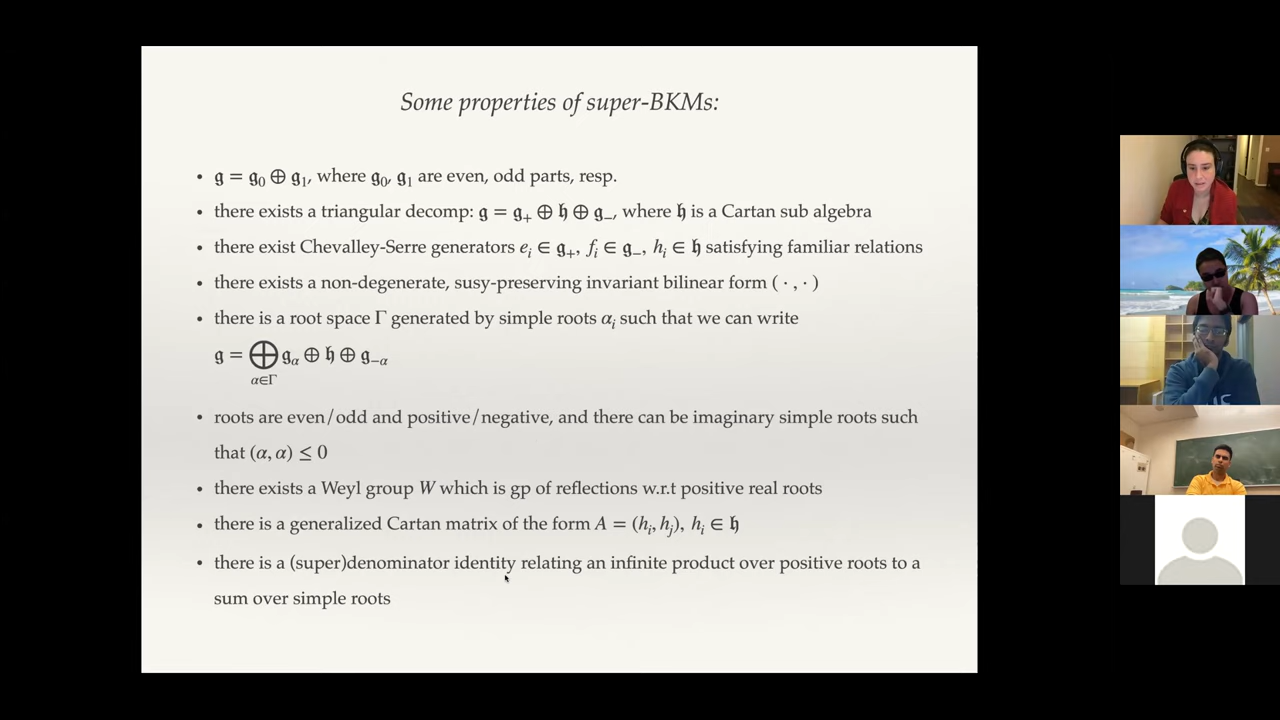 Some properties of super-BKMs:
• 𝔤 = 𝔤₀ ⊕ 𝔤₁, where 𝔤₀, 𝔤₁ are even, odd parts, resp.
• there exists a triangular decomp: 𝔤 = 𝔤₊ ⊕ 𝔥 ⊕ 𝔤₋, where 𝔥 is a Cartan sub algebra
• there exist Chevalley-Serre generators eᵢ ∈ 𝔤₊, fᵢ ∈ 𝔤₋, hᵢ ∈ 𝔥 satisfying familiar relations
• there exists a non-degenerate, susy-preserving invariant bilinear form ( · , · )
• there is a root space Γ generated by simple roots αᵢ such that we can write
𝔤 = ⨁ 𝔤_α ⊕ 𝔥 ⊕ 𝔤_−α
α∈Γ
• roots are even/odd and positive/negative, and there can be imaginary simple roots such
that (α, α) ≤ 0
• there exists a Weyl group W which is gp of reflections w.r.t positive real roots
• there is a generalized Cartan matrix of the form A = (hᵢ, hⱼ), hᵢ ∈ 𝔥
• there is a (super)denominator identity relating an infinite product over positive roots to a
sum over simple roots